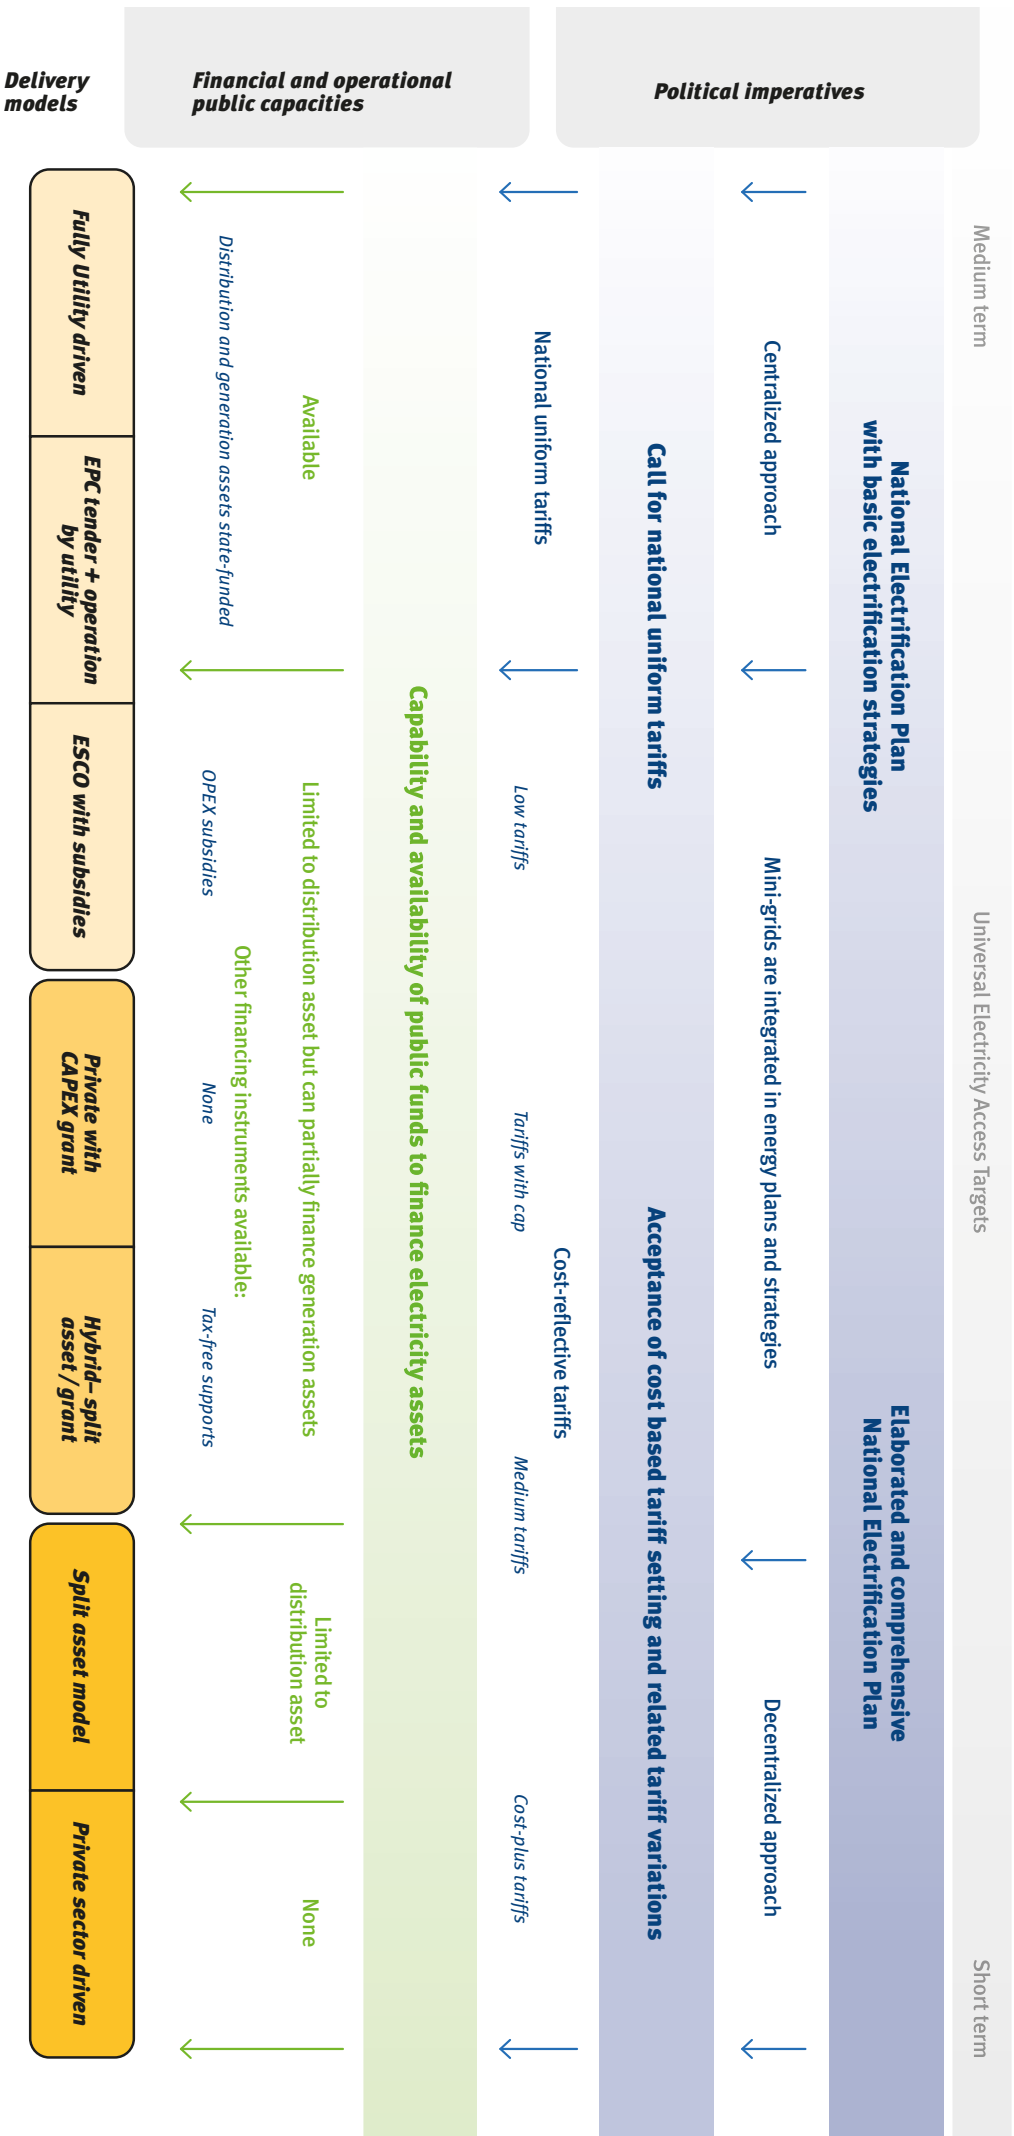 Political imperatives
Financial and operational
public capacities
Delivery
models
Medium term
Universal Electricity Access Targets
Short term
National Electrification Plan
with basic electrification strategies
Elaborated and comprehensive
National Electrification Plan
Centralized approach
Mini-grids are integrated in energy plans and strategies
Decentralized approach
Call for national uniform tariffs
Acceptance of cost based tariff setting and related tariff variations
National uniform tariffs
Cost-reflective tariffs
Low tariffs
Tariffs with cap
Medium tariffs
Cost-plus tariffs
Capability and availability of public funds to finance electricity assets
Available
Limited to distribution asset but can partially finance generation assets
Limited to
distribution asset
None
Other financing instruments available:
Distribution and generation assets state-funded
OPEX subsidies
None
Tax-free supports
Fully Utility driven
EPC tender + operation
by utility
ESCO with subsidies
Private with
CAPEX grant
Hybrid– split
asset / grant
Split asset model
Private sector driven